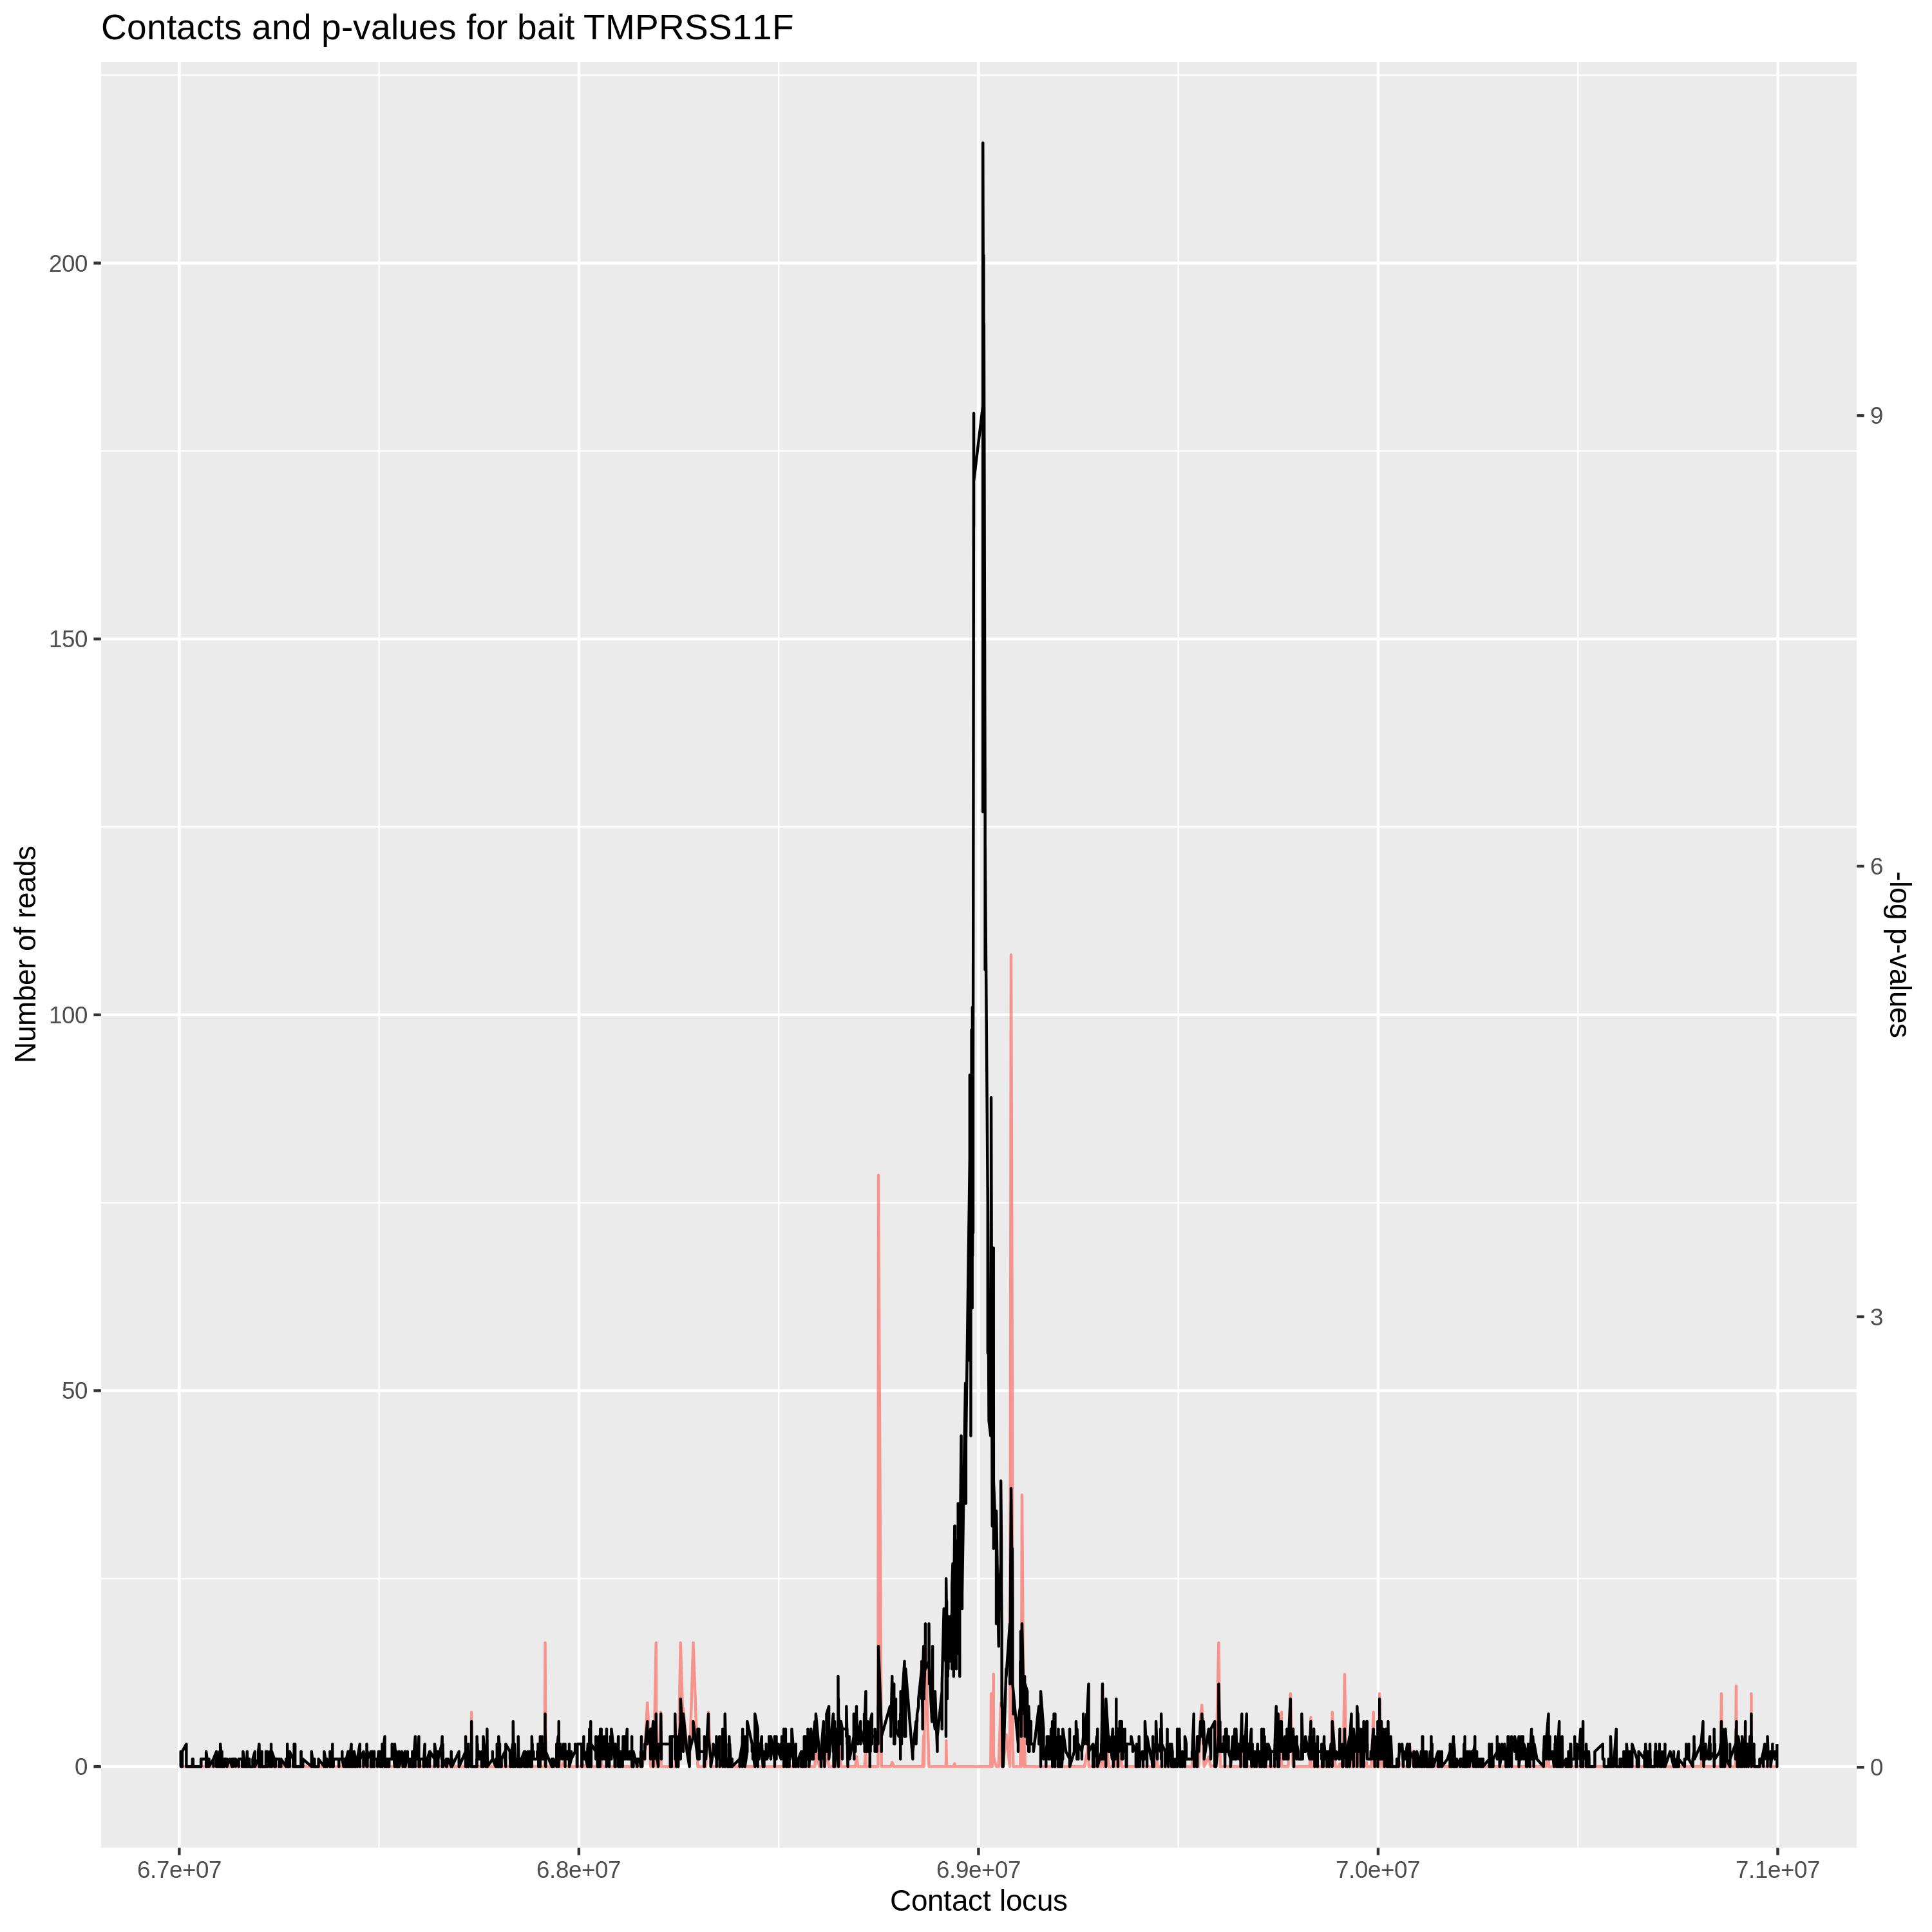 Contacts and p-values for bait TMPRSS11F
Number of reads
200
150
100
50
0
9
6
3
0
-log p-values
6.7e+07
6.8e+07
6.9e+07
7.0e+07
7.1e+07
Contact locus